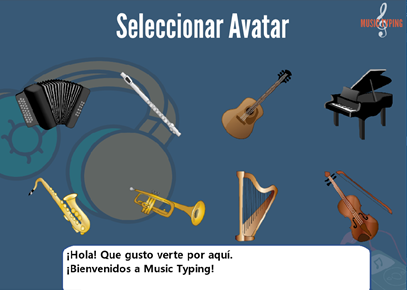 Seleccionar Avatar
MUSIC TYPING
¡Hola! Que gusto verte por aquí.
¡Bienvenidos a Music Typing!